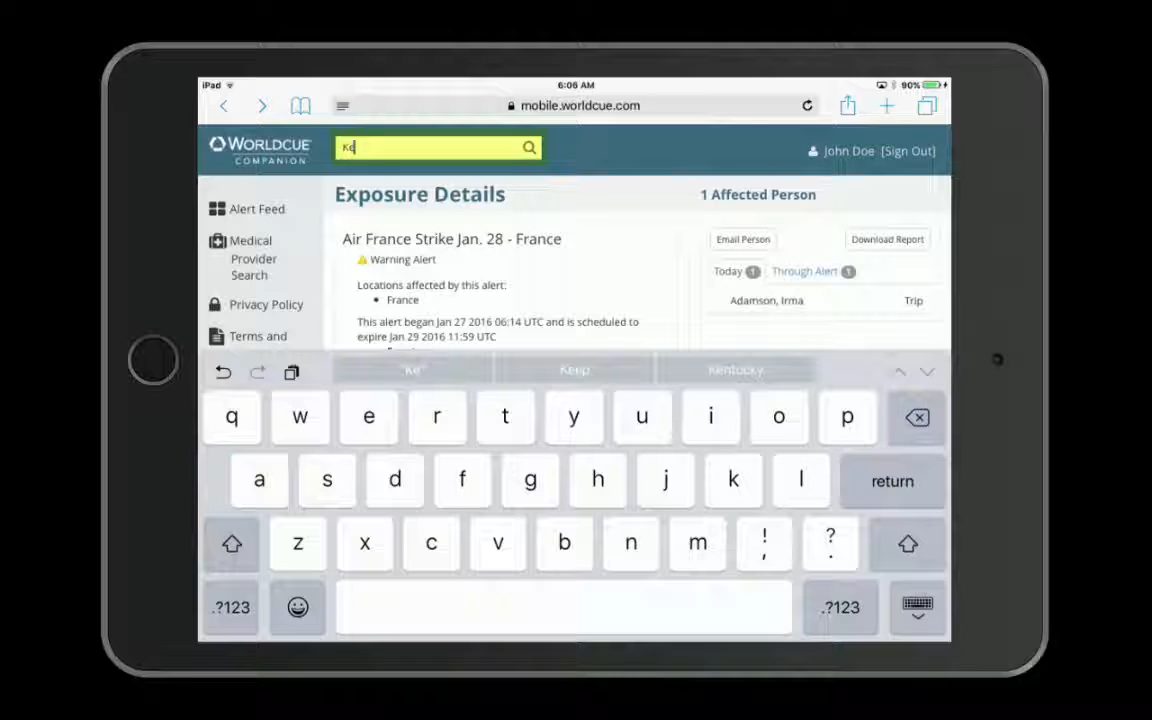 iPad 6:06 AM 90%
mobile.worldcue.com
WORLDCUE
COMPANION
Ke
John Doe [Sign Out]
Alert Feed
Medical
Provider
Search
Privacy Policy
Terms and
Exposure Details
Air France Strike Jan. 28 - France
Warning Alert
Locations affected by this alert:
• France
This alert began Jan 27 2016 06:14 UTC and is scheduled to
expire Jan 29 2016 11:59 UTC
1 Affected Person
Email Person Download Report
Today 1 Through Alert 1
Adamson, Irma Trip
"Ke" Keep Kentucky
q w e r t y u i o p
a s d f g h j k l return
z x c v b n m ! , ? .
.?123 .?123